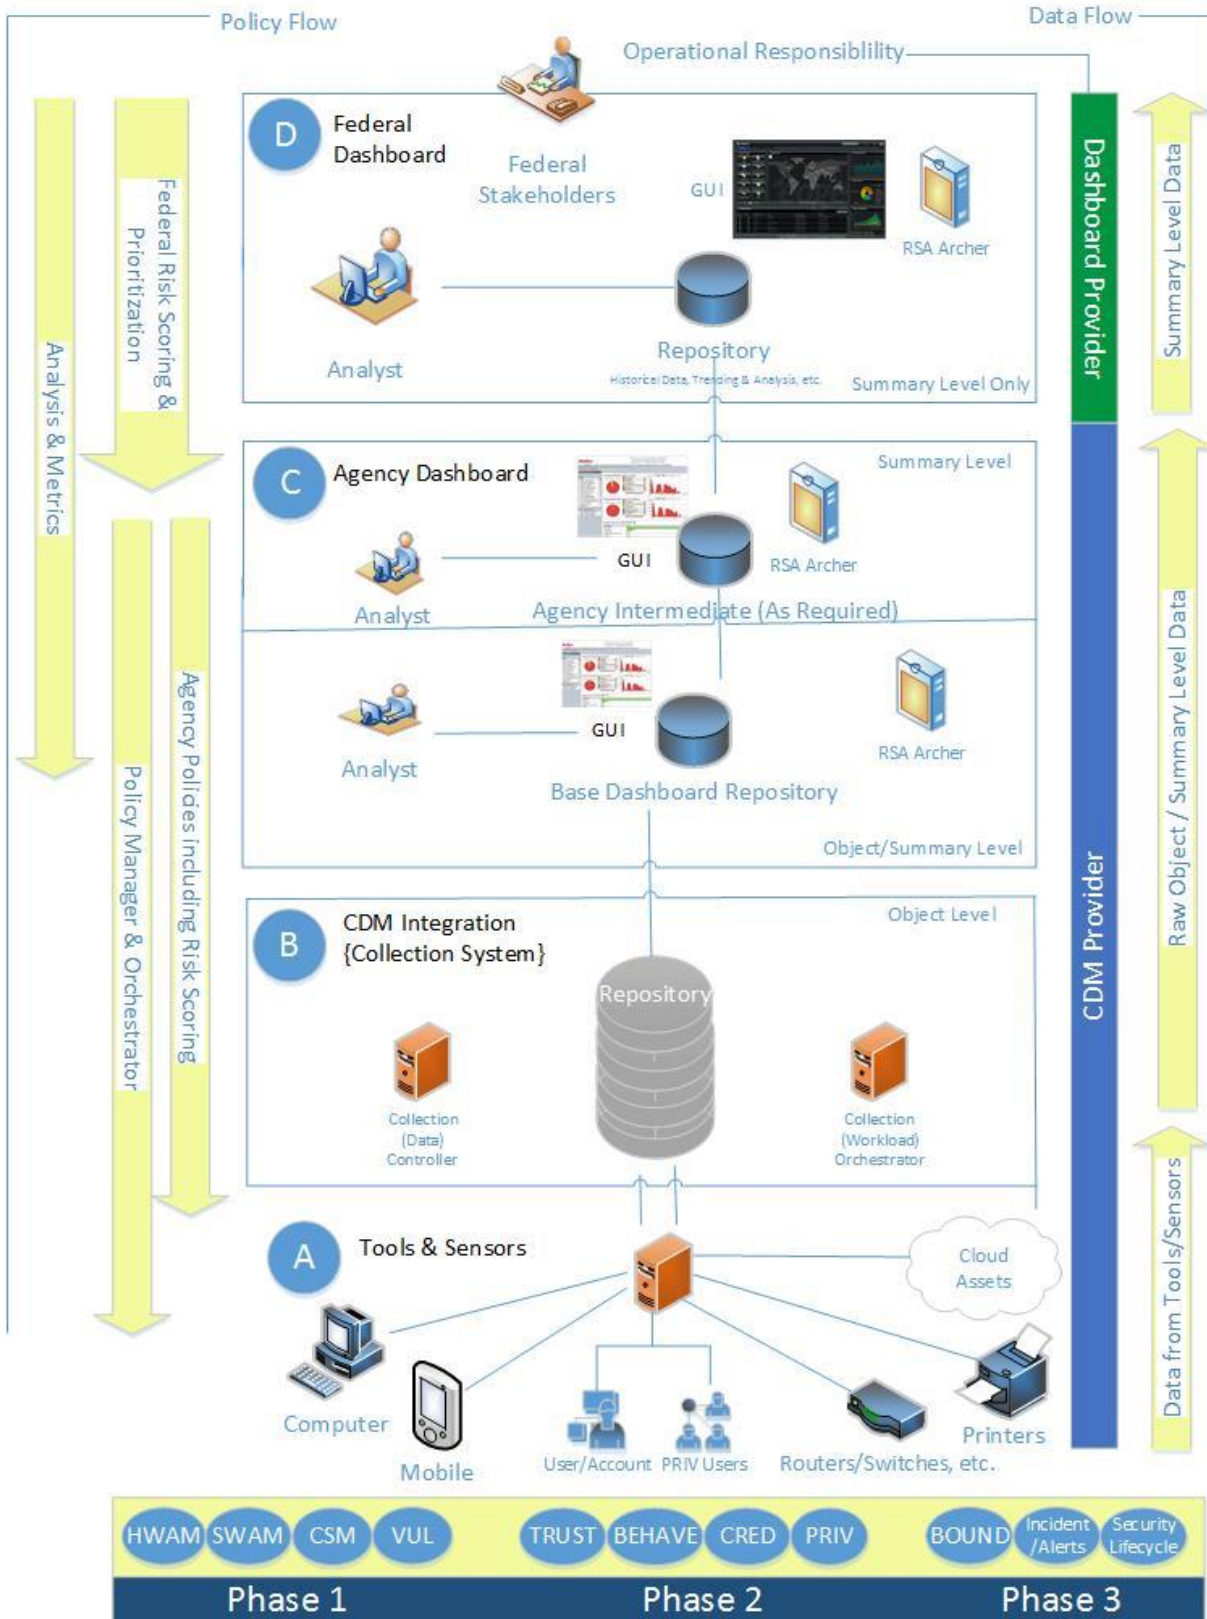 Policy Flow
Data Flow
Operational Responsiblility
D
Federal
Dashboard
Federal
Stakeholders
GUI
RSA Archer
Analyst
Repository
Historical Data, Trending & Analysis, etc.
Summary Level Only
C
Agency Dashboard
Summary Level
GUI
RSA Archer
Analyst
Agency Intermediate (As Required)
GUI
RSA Archer
Analyst
Base Dashboard Repository
Object/Summary Level
B
CDM Integration
{Collection System}
Object Level
Repository
Collection
(Data)
Controller
Collection
(Workload)
Orchestrator
A
Tools & Sensors
Cloud
Assets
Computer
Mobile
User/Account
PRIV Users
Routers/Switches, etc.
Printers
Analysis & Metrics
Federal Risk Scoring &
Prioritization
Policy Manager & Orchestrator
Agency Policies including Risk Scoring
Dashboard Provider
CDM Provider
Summary Level Data
Raw Object / Summary Level Data
Data from Tools/Sensors
HWAM
SWAM
CSM
VUL
TRUST
BEHAVE
CRED
PRIV
BOUND
Incident
/Alerts
Security
Lifecycle
Phase 1
Phase 2
Phase 3